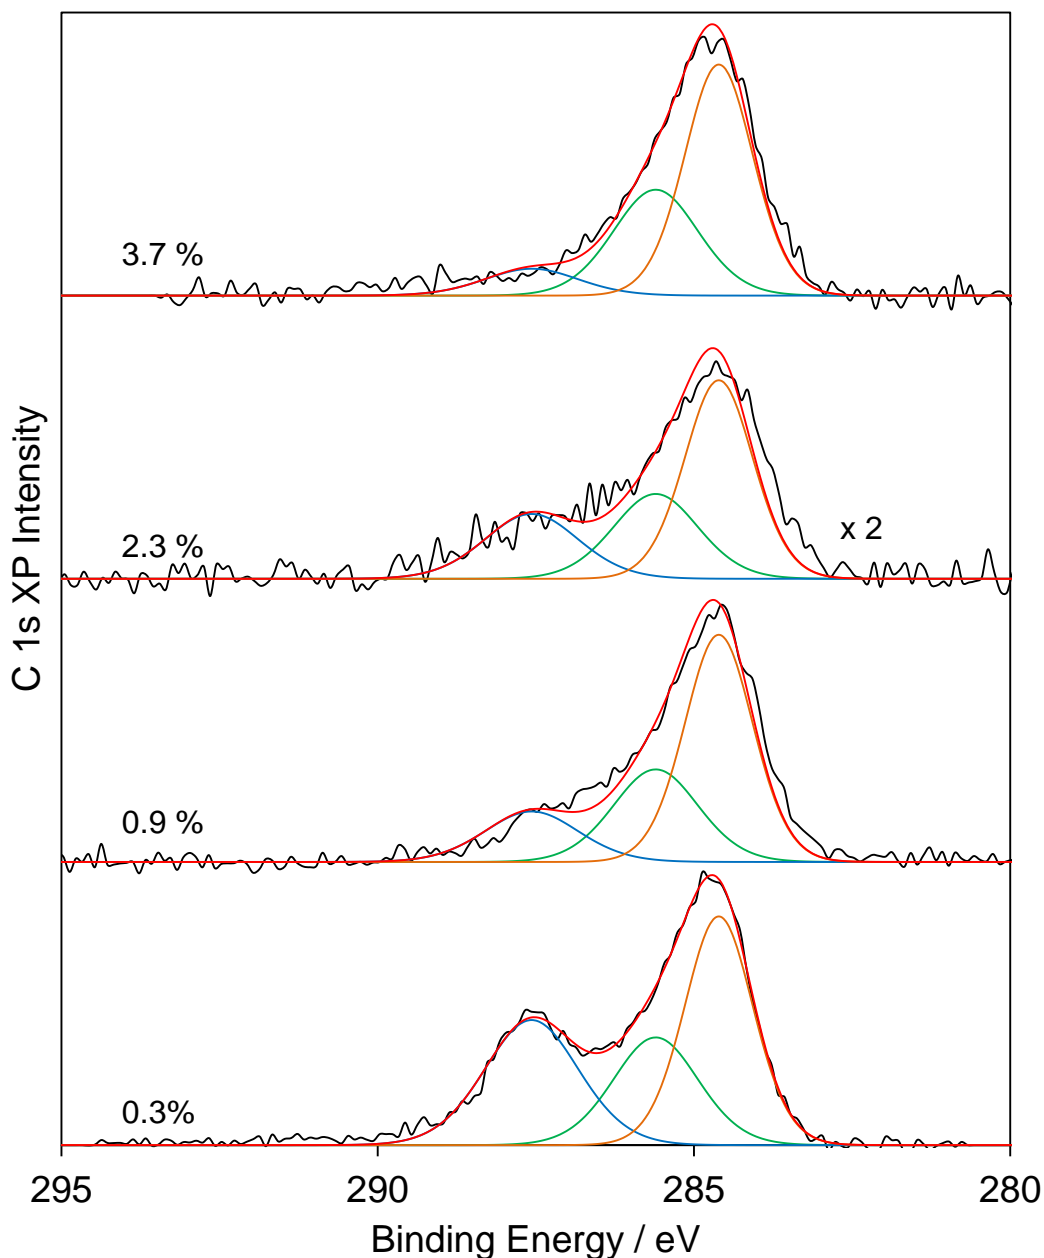 3.7 %
2.3 %
x 2
0.9 %
0.3%
C 1s XP Intensity
295 290 285 280
Binding Energy / eV